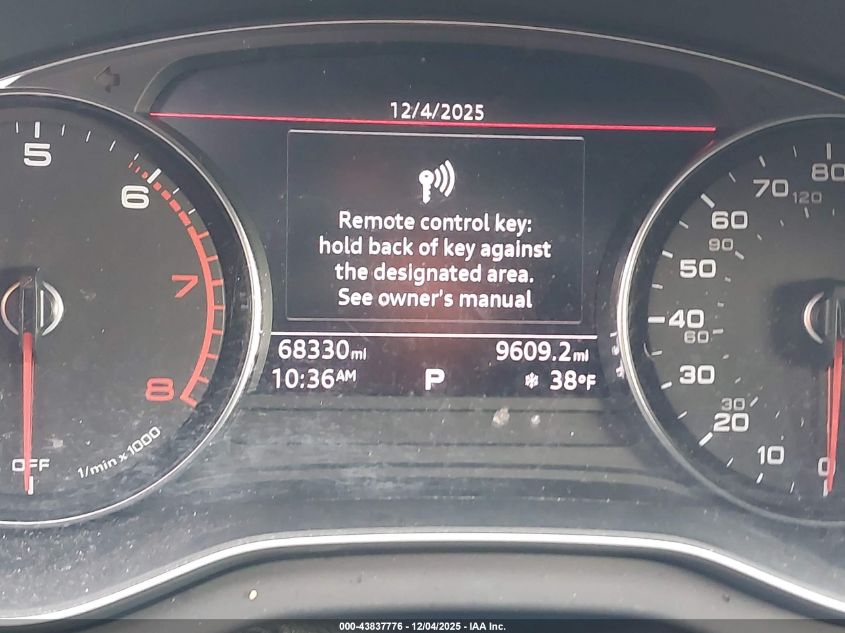 12/4/2025
Remote control key:
hold back of key against
the designated area.
See owner's manual
68330mi 9609.2mi
10:36AM P ❄ 38°F
5
6
7
8
OFF
1/min x 1000
80
70
120
60
90
50
40
60
30
30
20
10
0
000-43837776 - 12/04/2025 - IAA Inc.